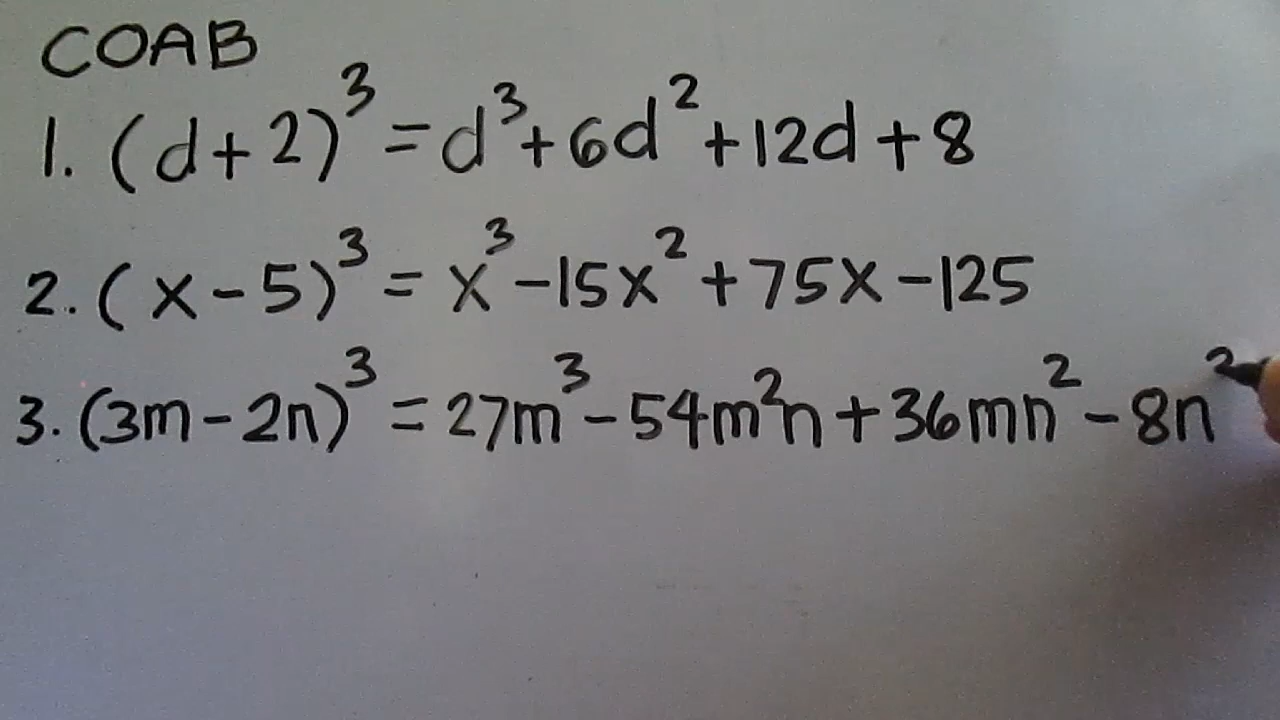 COAB
1. (d+2)³ = d³+6d²+12d+8
2. (x-5)³ = x³-15x²+75x-125
3. (3m-2n)³ = 27m³-54m²n+36mn²-8n